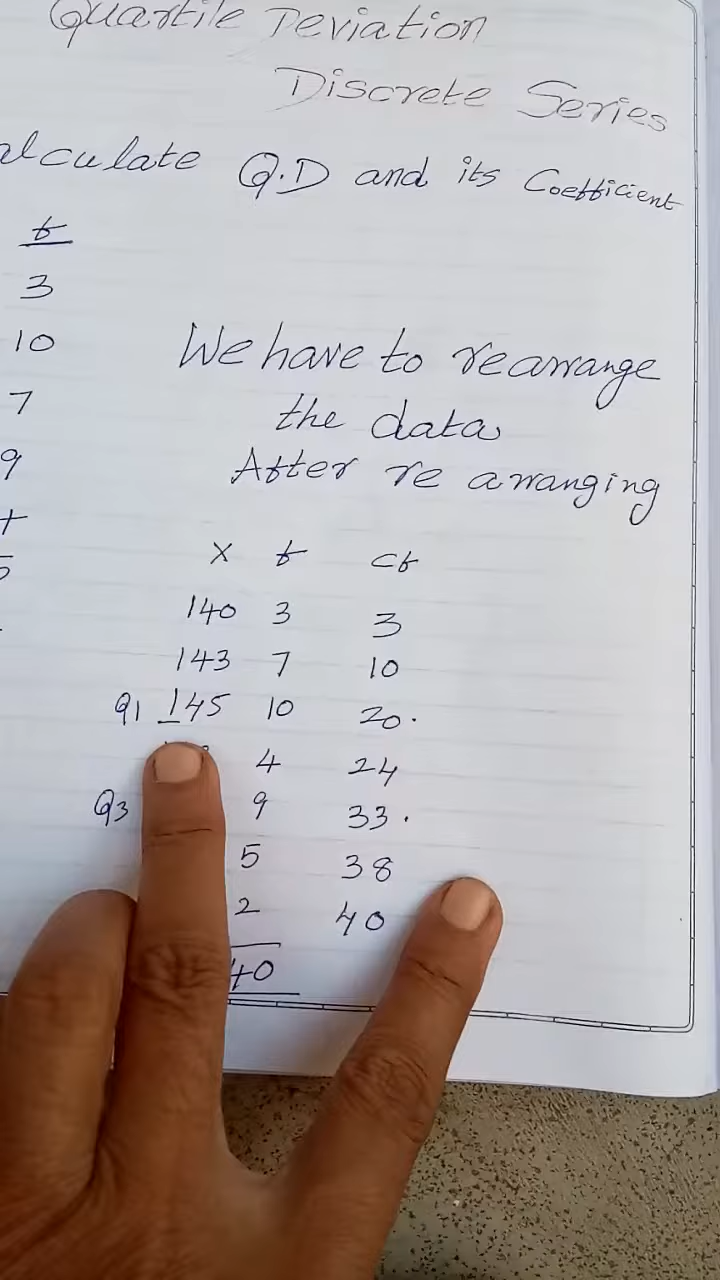 Quartile Deviation
Discrete Series
alculate Q.D and its Coefficient
f
3
10
7
9
5
We have to rearrange
the data
After re arranging
X f Cf
140 3 3
143 7 10
Q1 145 10 20.
4 24
Q3 9 33.
5 38
2 40
40